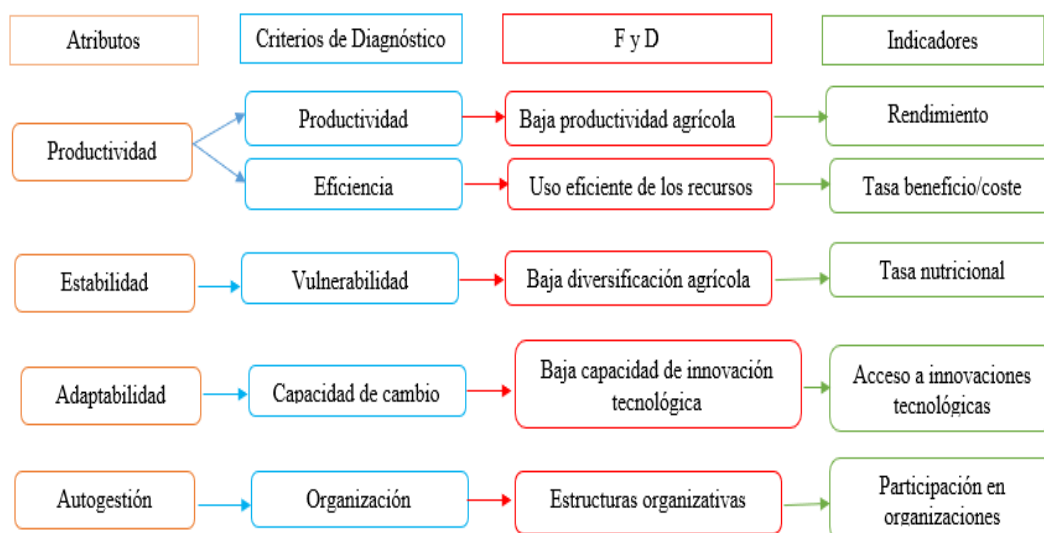 Atributos
Criterios de Diagnóstico
F y D
Indicadores
Productividad
Productividad
Baja productividad agrícola
Rendimiento
Eficiencia
Uso eficiente de los recursos
Tasa beneficio/coste
Estabilidad
Vulnerabilidad
Baja diversificación agrícola
Tasa nutricional
Adaptabilidad
Capacidad de cambio
Baja capacidad de innovación
tecnológica
Acceso a innovaciones
tecnológicas
Autogestión
Organización
Estructuras organizativas
Participación en
organizaciones